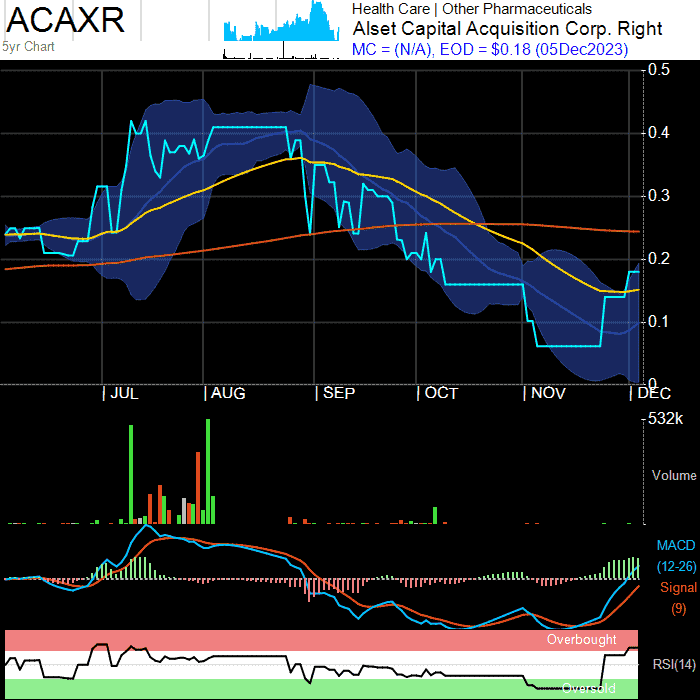 ACAXR
5yr Chart
Health Care | Other Pharmaceuticals
Alset Capital Acquisition Corp. Right
MC = (N/A), EOD = $0.18 (05Dec2023)
0.5
0.4
0.3
0.2
0.1
0
JUL AUG SEP OCT NOV DEC
532k
Volume
MACD
(12-26)
Signal
(9)
Overbought
RSI(14)
Oversold